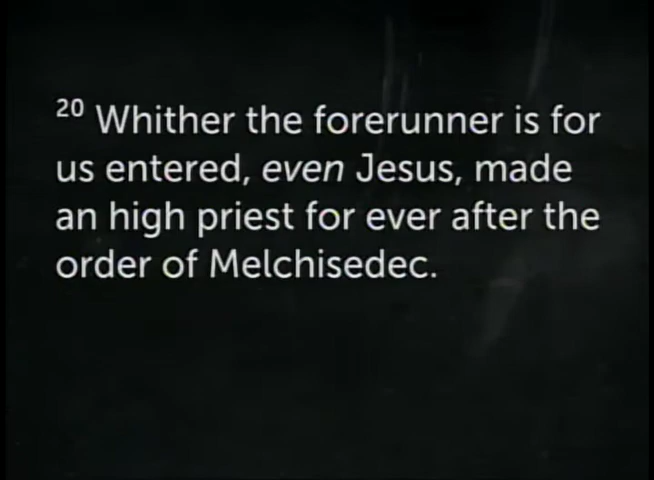 20 Whither the forerunner is for
us entered, even Jesus, made
an high priest for ever after the
order of Melchisedec.